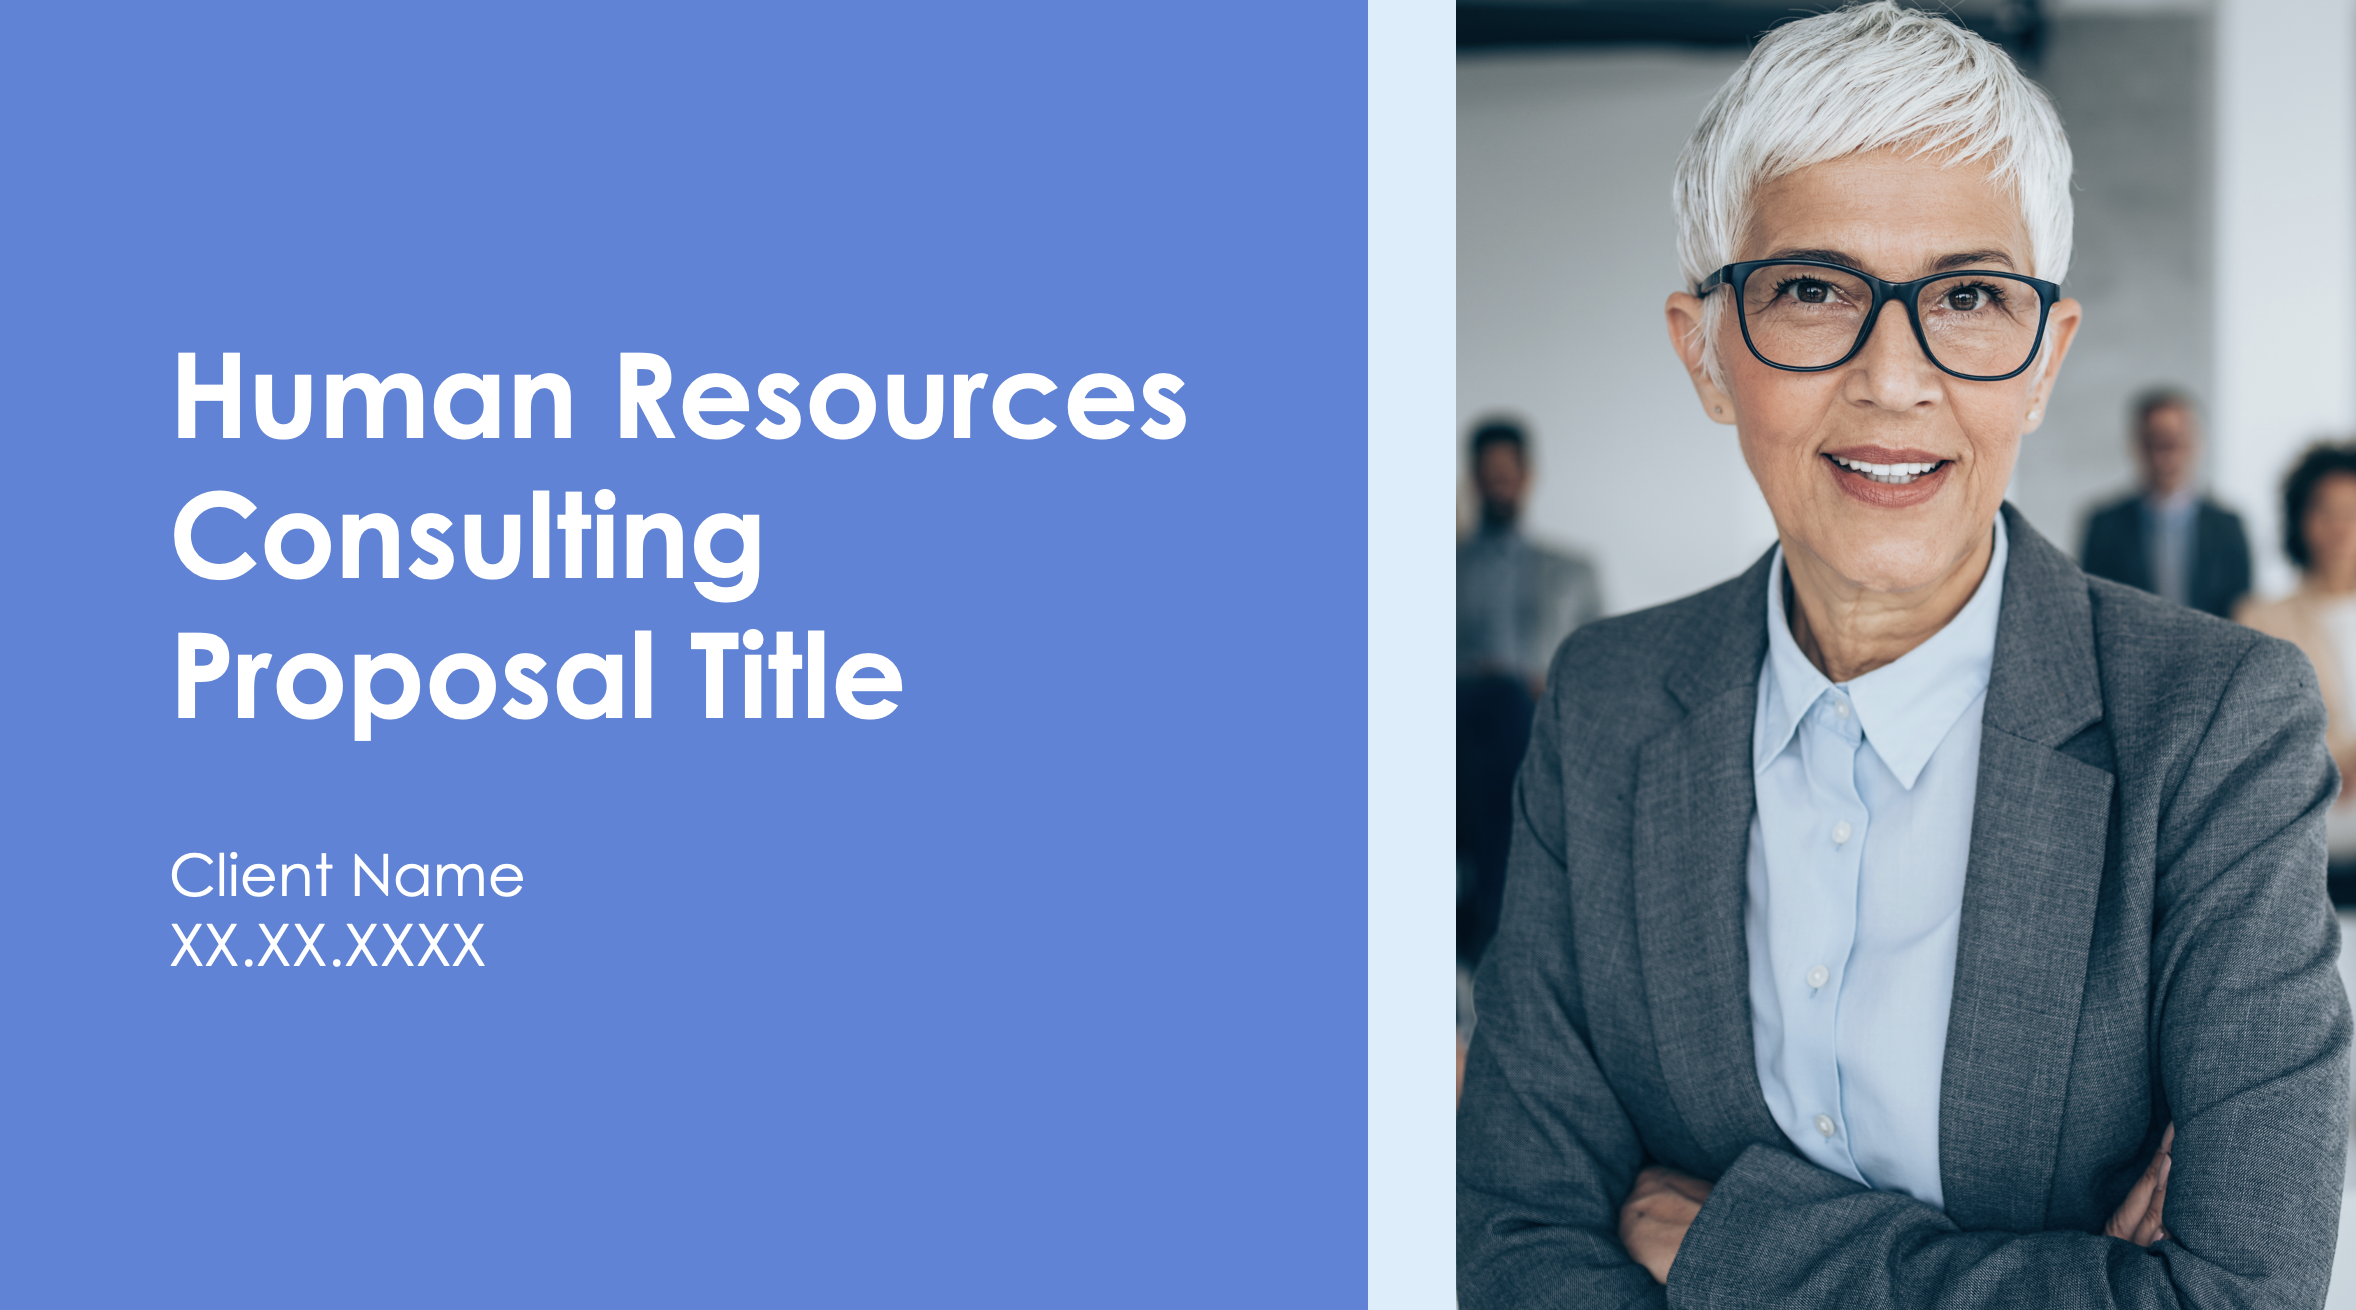 Human Resources
Consulting
Proposal Title
Client Name
XX.XX.XXXX